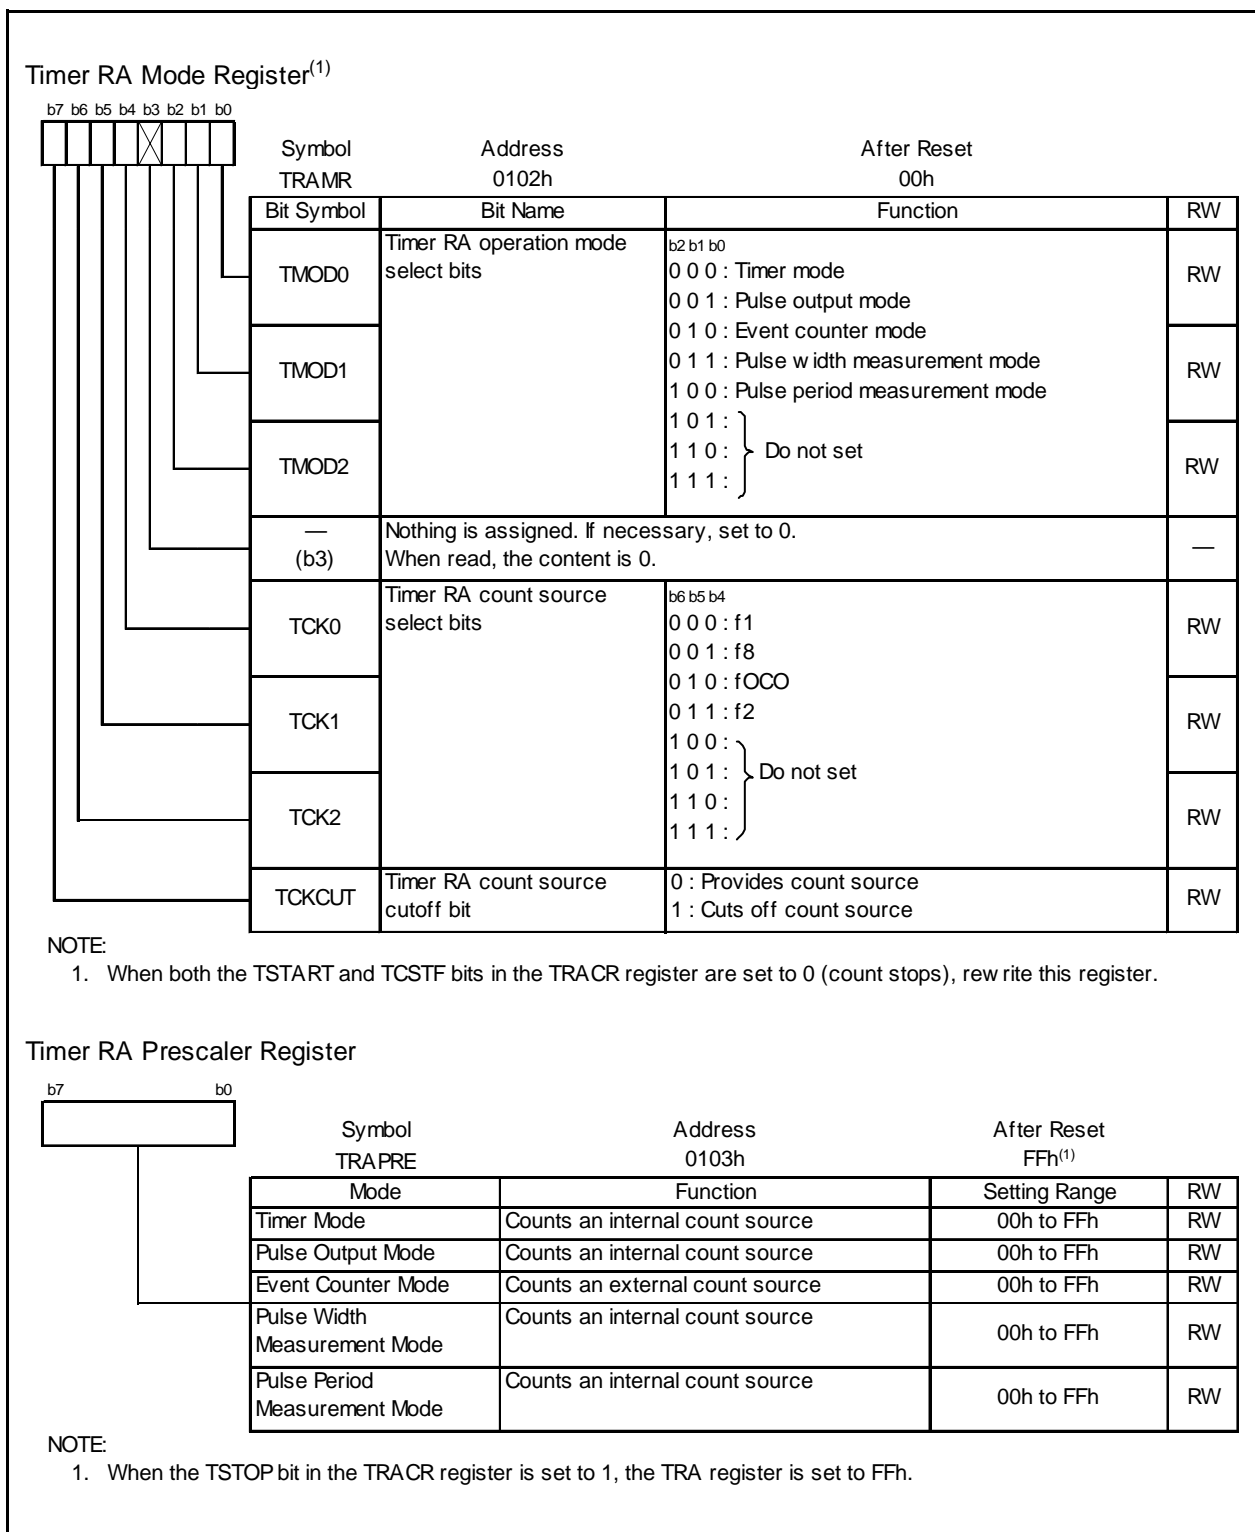 Timer RA Mode Register(1)
b7 b6 b5 b4 b3 b2 b1 b0
Symbol Address After Reset
TRAMR 0102h 00h
Bit Symbol Bit Name Function RW
TMOD0 Timer RA operation mode select bits b2 b1 b0 RW
0 0 0 : Timer mode
0 0 1 : Pulse output mode
0 1 0 : Event counter mode
TMOD1 0 1 1 : Pulse width measurement mode RW
1 0 0 : Pulse period measurement mode
1 0 1 :
TMOD2 1 1 0 : Do not set RW
1 1 1 :
— (b3) Nothing is assigned. If necessary, set to 0. —
When read, the content is 0.
TCK0 Timer RA count source select bits b6 b5 b4 RW
0 0 0 : f1
0 0 1 : f8
0 1 0 : fOCO
TCK1 0 1 1 : f2 RW
1 0 0 :
1 0 1 : Do not set
TCK2 1 1 0 : RW
1 1 1 :
TCKCUT Timer RA count source cutoff bit 0 : Provides count source RW
1 : Cuts off count source
NOTE:
1. When both the TSTART and TCSTF bits in the TRACR register are set to 0 (count stops), rewrite this register.
Timer RA Prescaler Register
b7 b0
Symbol Address After Reset
TRAPRE 0103h FFh(1)
Mode Function Setting Range RW
Timer Mode Counts an internal count source 00h to FFh RW
Pulse Output Mode Counts an internal count source 00h to FFh RW
Event Counter Mode Counts an external count source 00h to FFh RW
Pulse Width Measurement Mode Counts an internal count source 00h to FFh RW
Pulse Period Measurement Mode Counts an internal count source 00h to FFh RW
NOTE:
1. When the TSTOP bit in the TRACR register is set to 1, the TRA register is set to FFh.